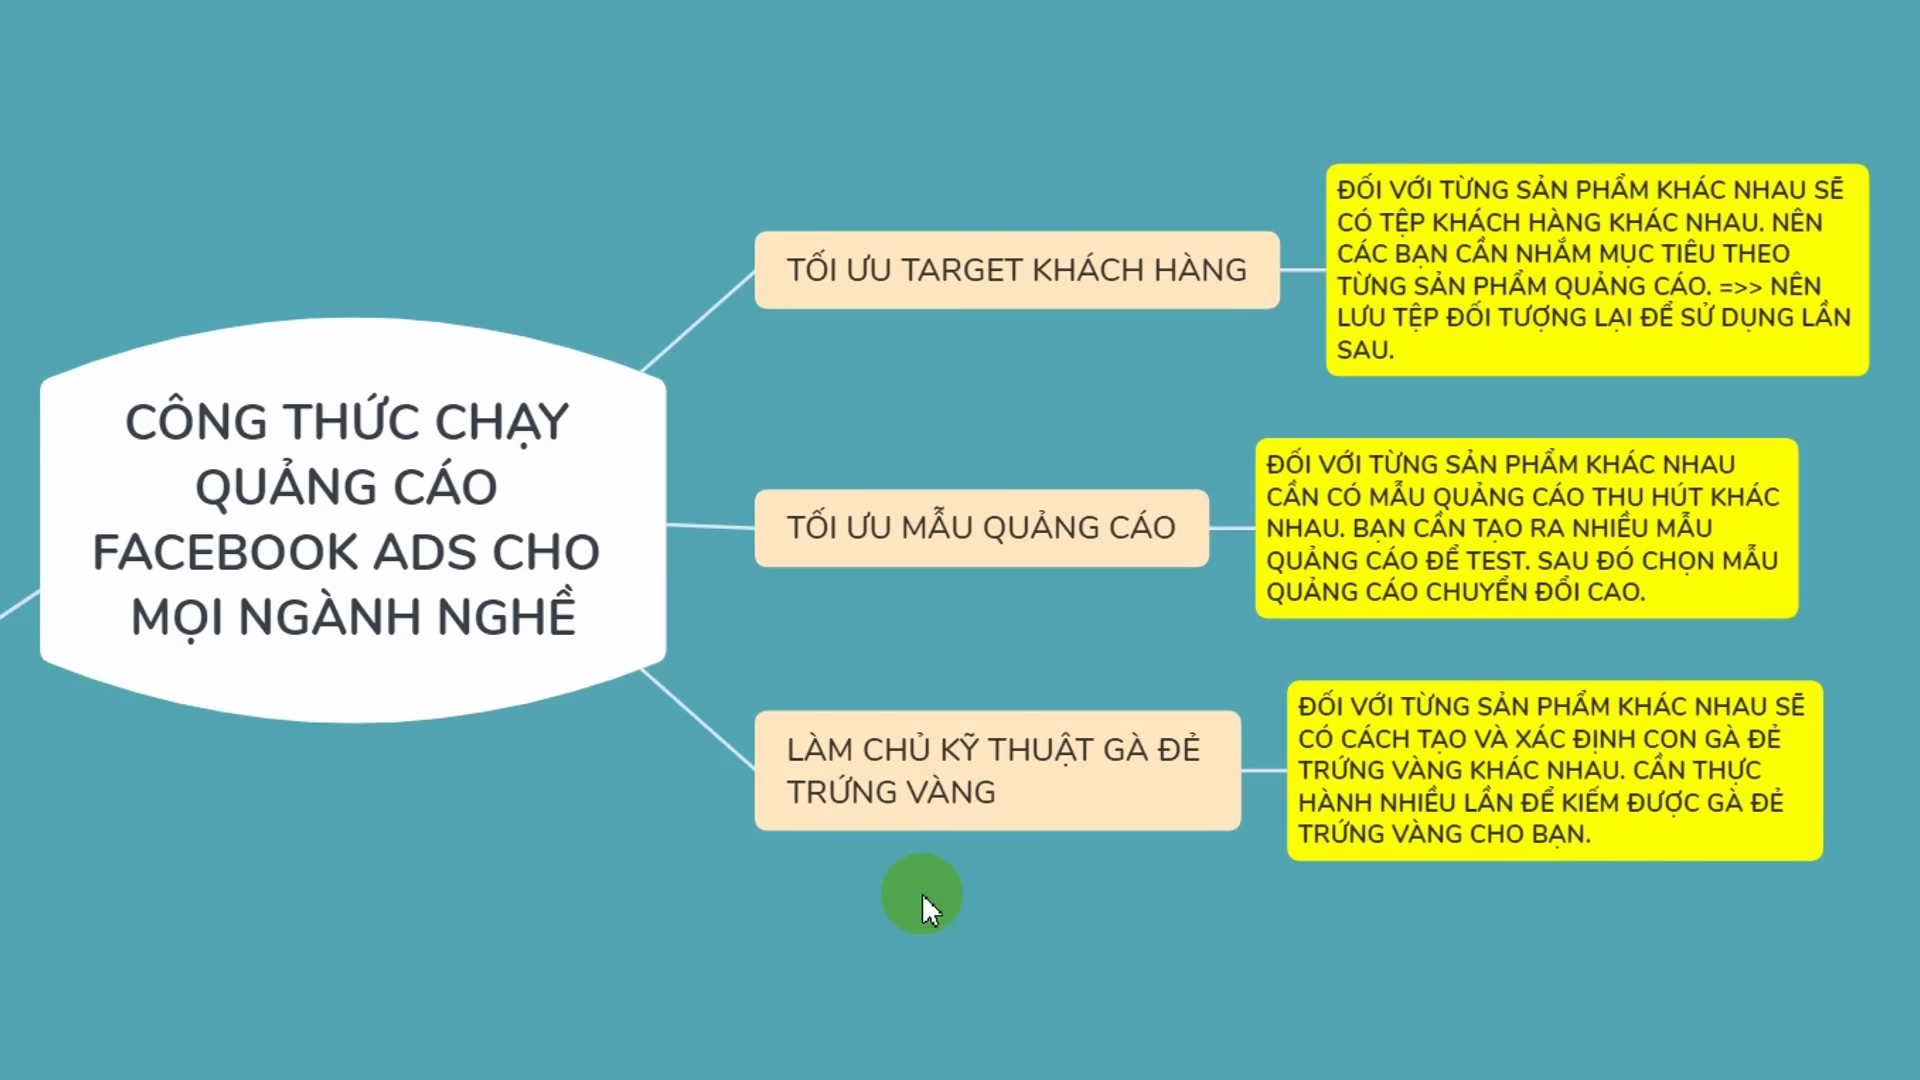 CÔNG THỨC CHẠY
QUẢNG CÁO
FACEBOOK ADS CHO
MỌI NGÀNH NGHỀ
TỐI ƯU TARGET KHÁCH HÀNG
ĐỐI VỚI TỪNG SẢN PHẨM KHÁC NHAU SẼ
CÓ TỆP KHÁCH HÀNG KHÁC NHAU. NÊN
CÁC BẠN CẦN NHẮM MỤC TIÊU THEO
TỪNG SẢN PHẨM QUẢNG CÁO. =>> NÊN
LƯU TỆP ĐỐI TƯỢNG LẠI ĐỂ SỬ DỤNG LẦN
SAU.
TỐI ƯU MẪU QUẢNG CÁO
ĐỐI VỚI TỪNG SẢN PHẨM KHÁC NHAU
CẦN CÓ MẪU QUẢNG CÁO THU HÚT KHÁC
NHAU. BẠN CẦN TẠO RA NHIỀU MẪU
QUẢNG CÁO ĐỂ TEST. SAU ĐÓ CHỌN MẪU
QUẢNG CÁO CHUYỂN ĐỔI CAO.
LÀM CHỦ KỸ THUẬT GÀ ĐẺ
TRỨNG VÀNG
ĐỐI VỚI TỪNG SẢN PHẨM KHÁC NHAU SẼ
CÓ CÁCH TẠO VÀ XÁC ĐỊNH CON GÀ ĐẺ
TRỨNG VÀNG KHÁC NHAU. CẦN THỰC
HÀNH NHIỀU LẦN ĐỂ KIẾM ĐƯỢC GÀ ĐẺ
TRỨNG VÀNG CHO BẠN.